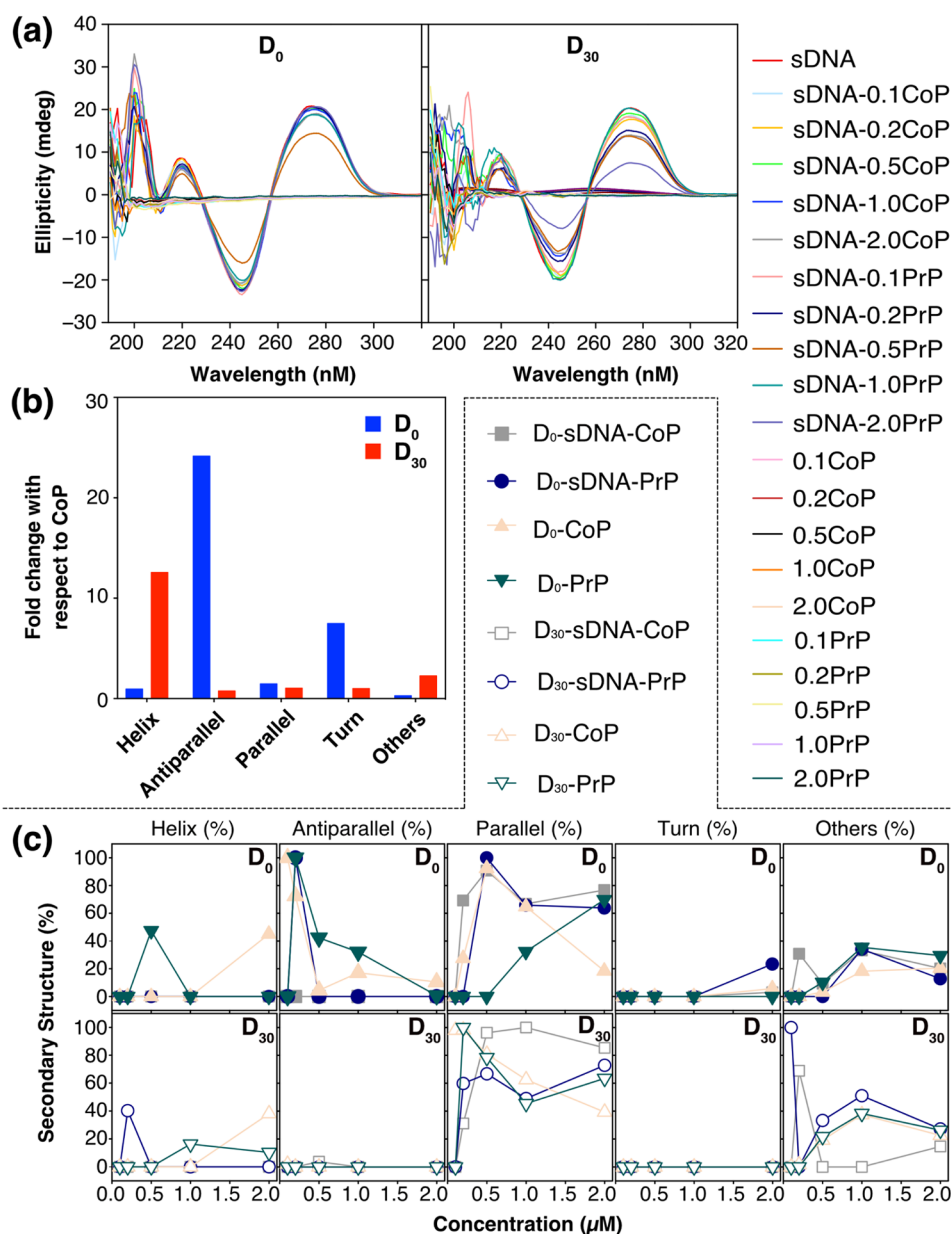 (a)
D0
D30
Ellipticity (mdeg)
40
30
20
10
0
−10
−20
−30
200 220 240 260 280 300
200 220 240 260 280 300 320
Wavelength (nM)
Wavelength (nM)
sDNA
sDNA-0.1CoP
sDNA-0.2CoP
sDNA-0.5CoP
sDNA-1.0CoP
sDNA-2.0CoP
sDNA-0.1PrP
sDNA-0.2PrP
sDNA-0.5PrP
sDNA-1.0PrP
sDNA-2.0PrP
0.1CoP
0.2CoP
0.5CoP
1.0CoP
2.0CoP
0.1PrP
0.2PrP
0.5PrP
1.0PrP
2.0PrP
(b)
Fold change with
respect to CoP
30
20
10
0
D0
D30
Helix
Antiparallel
Parallel
Turn
Others
D0-sDNA-CoP
D0-sDNA-PrP
D0-CoP
D0-PrP
D30-sDNA-CoP
D30-sDNA-PrP
D30-CoP
D30-PrP
(c)
Helix (%) Antiparallel (%) Parallel (%) Turn (%) Others (%)
D0 D0 D0 D0 D0
Secondary Structure (%)
100
80
60
40
20
0
D30 D30 D30 D30 D30
100
80
60
40
20
0
0.0 0.5 1.0 1.5 2.0
0.5 1.0 1.5 2.0
0.5 1.0 1.5 2.0
0.5 1.0 1.5 2.0
0.5 1.0 1.5 2.0
Concentration (µM)